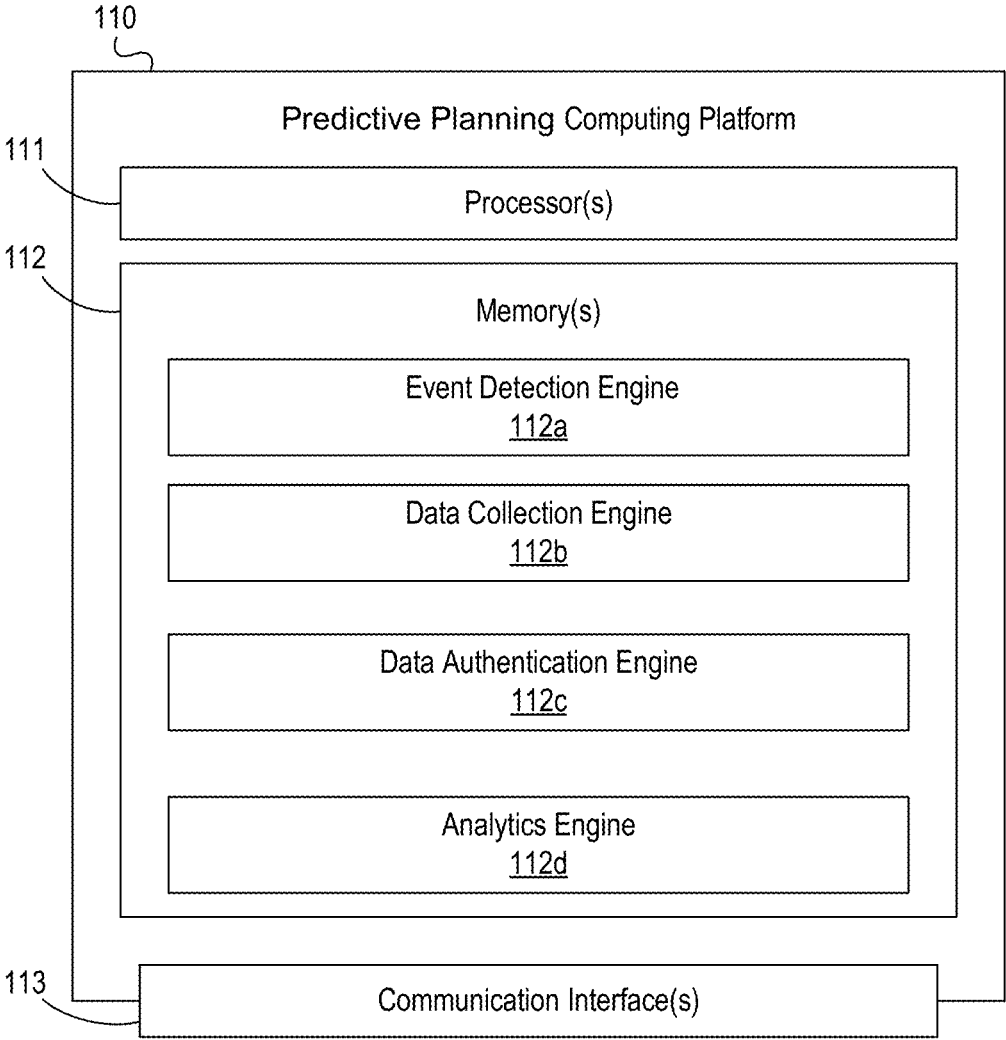 110
Predictive Planning Computing Platform
111
Processor(s)
112
Memory(s)
Event Detection Engine
112a
Data Collection Engine
112b
Data Authentication Engine
112c
Analytics Engine
112d
113
Communication Interface(s)